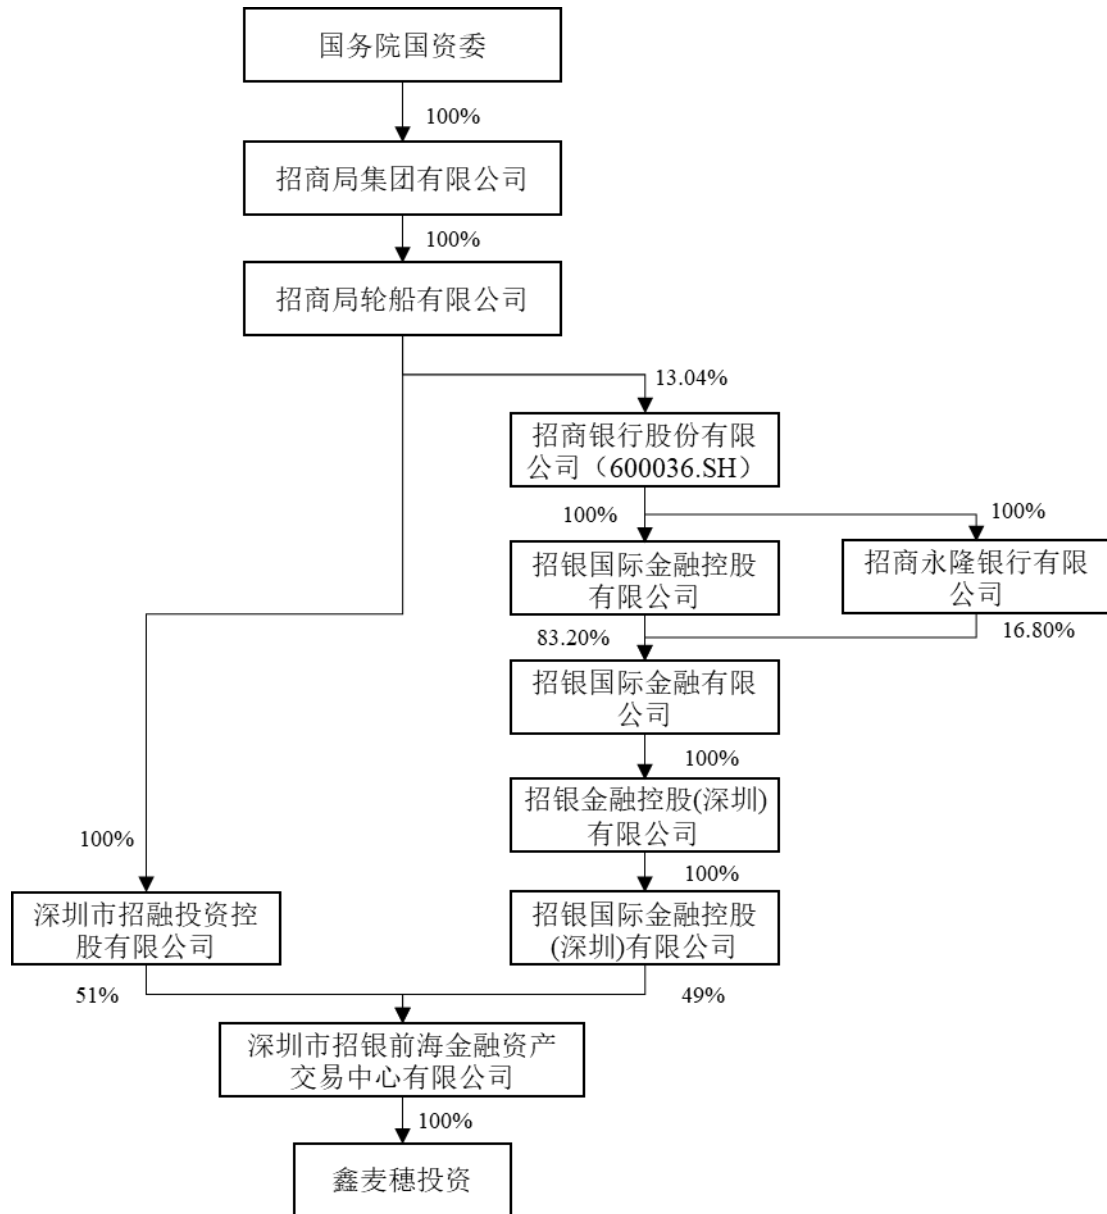 国务院国资委
100%
招商局集团有限公司
100%
招商局轮船有限公司
13.04%
招商银行股份有限
公司（600036.SH）
100%
100%
招银国际金融控股
有限公司
招商永隆银行有限
公司
83.20%
16.80%
招银国际金融有限
公司
100%
招银金融控股(深圳)
有限公司
100%
100%
深圳市招融投资控
股有限公司
招银国际金融控股
(深圳)有限公司
51%
49%
深圳市招银前海金融资产
交易中心有限公司
100%
鑫麦穗投资